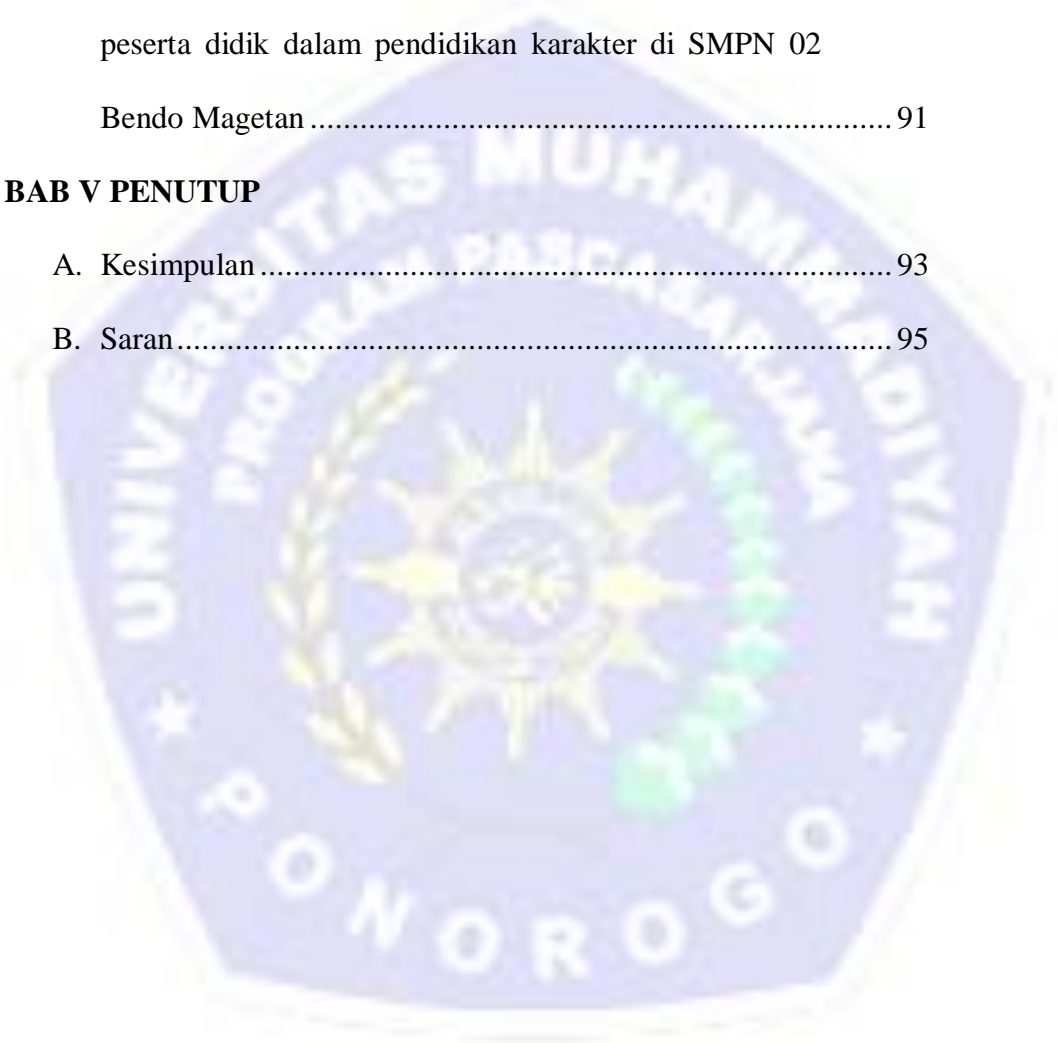 peserta didik dalam pendidikan karakter di SMPN 02
Bendo Magetan ...................................................................... 91
BAB V PENUTUP
A. Kesimpulan ............................................................................ 93
B. Saran ...................................................................................... 95
UNIVERSITAS MUHAMMADIYAH
PROGRAM PASCASARJANA
PONOROGO